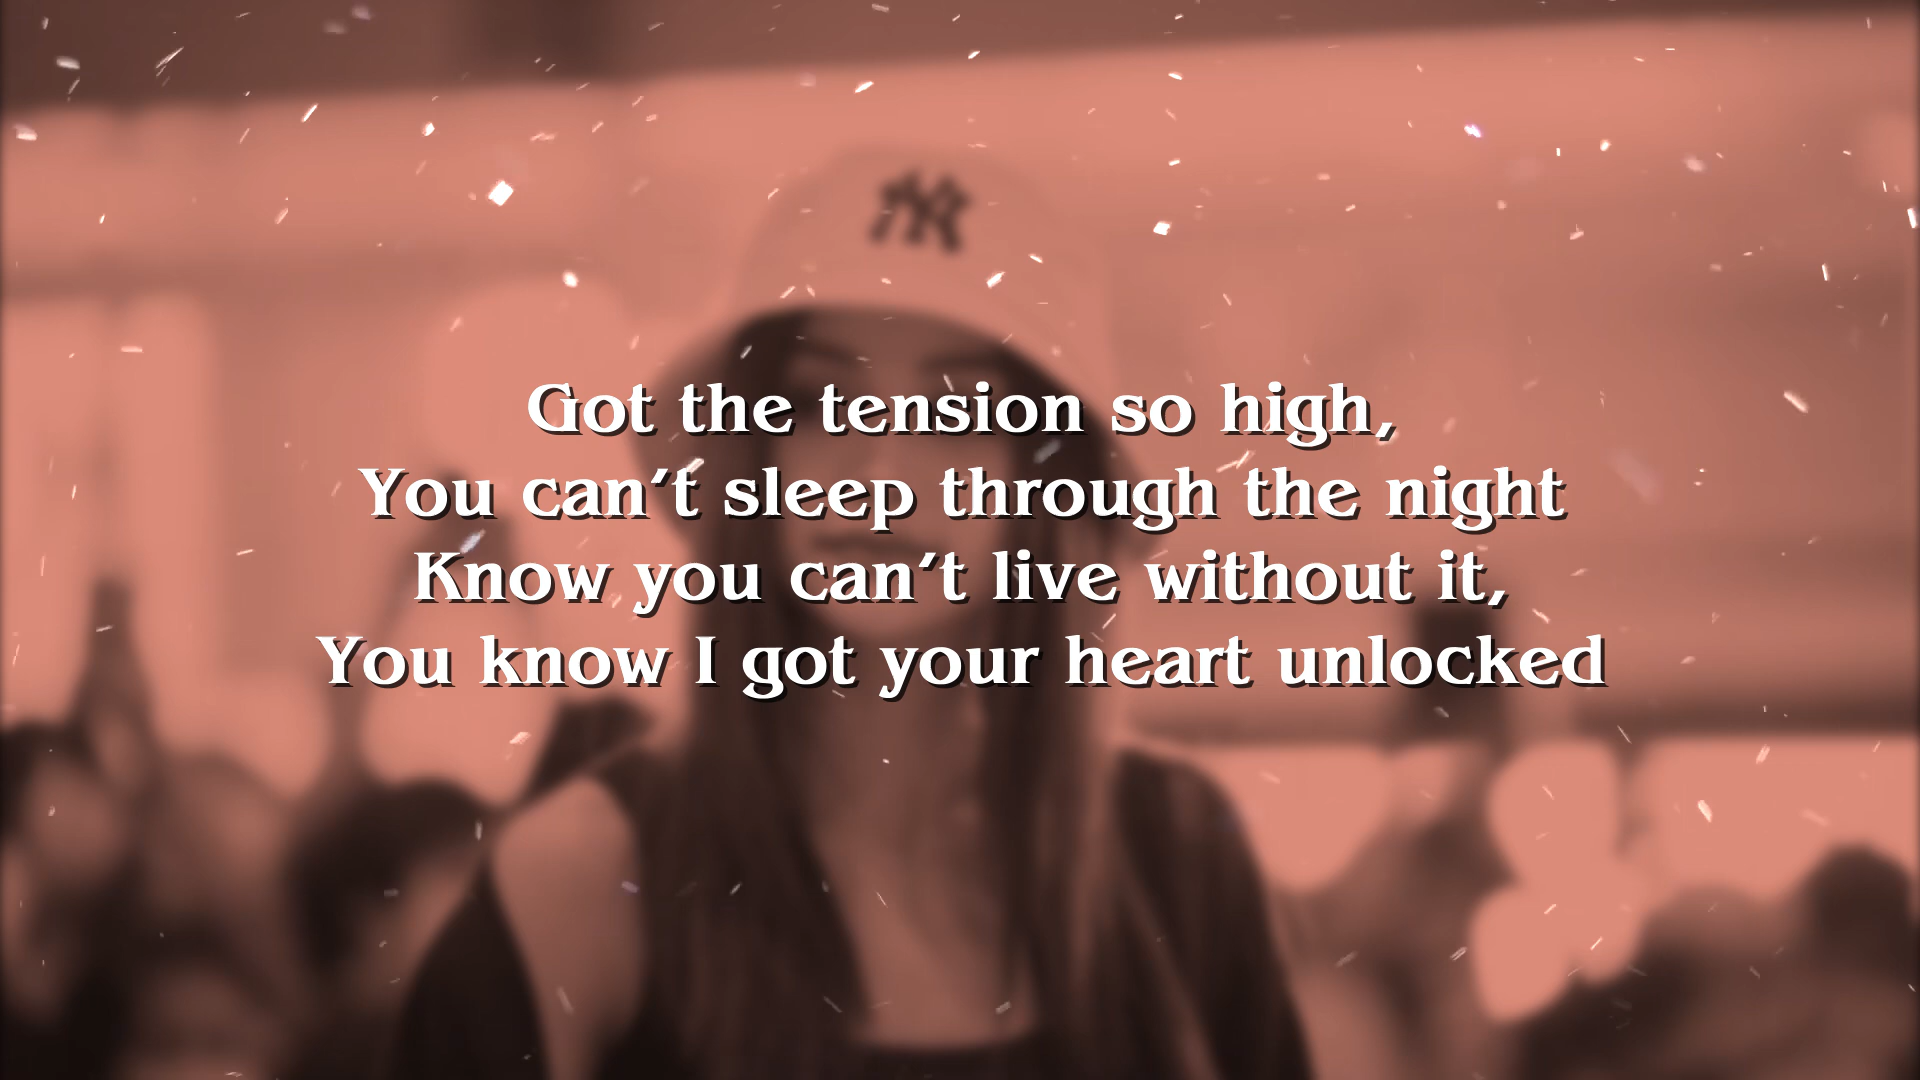 NY
Got the tension so high,
You can't sleep through the night
Know you can't live without it,
You know I got your heart unlocked